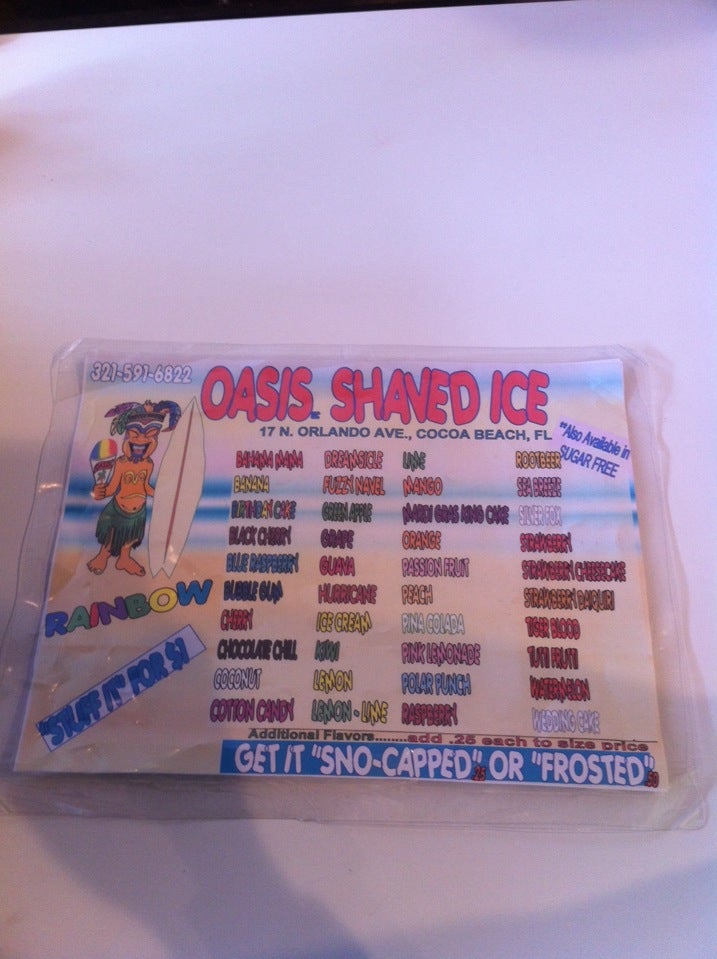 321-591-6822
OASIS SHAVED ICE
17 N. ORLANDO AVE., COCOA BEACH, FL
"Also Available in
SUGAR FREE
BAHAMA MAMA
BANANA
BIRTHDAY CAKE
BLACK CHERRY
BLUE RASPBERRY
BUBBLE GUM
CHERRY
CHOCOLATE CHILL
COCONUT
COTTON CANDY
DREAMSICLE
FUZZY NAVEL
GREEN APPLE
GRAPE
GUAVA
HURRICANE
ICE CREAM
KIWI
LEMON
LEMON - LIME
LIME
MANGO
MARDI GRAS KING CAKE
ORANGE
PASSION FRUIT
PEACH
PINA COLADA
PINK LEMONADE
POLAR PUNCH
RASPBERRY
ROOTBEER
SEA BREEZE
SILVER FOX
STRAWBERRY
STRAWBERRY CHEESECAKE
STRAWBERRY DAIQUIRI
TIGER BLOOD
TUTTI FRUTTI
WATERMELON
WEDDING CAKE
RAINBOW
"STUFF IT" FOR $1
Additional Flavors........add .25 each to size price
GET IT "SNO-CAPPED" .25 OR "FROSTED" .50